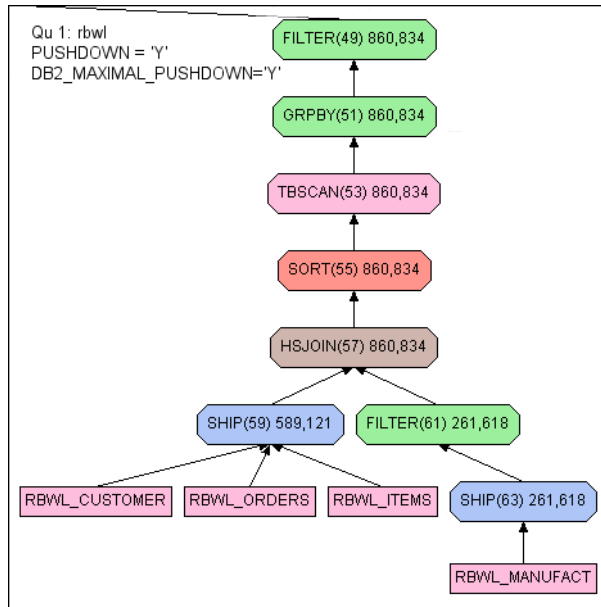 Qu 1: rbwl
PUSHDOWN = 'Y'
DB2_MAXIMAL_PUSHDOWN='Y'
FILTER(49) 860,834
GRPBY(51) 860,834
TBSCAN(53) 860,834
SORT(55) 860,834
HSJOIN(57) 860,834
SHIP(59) 589,121
FILTER(61) 261,618
RBWL_CUSTOMER
RBWL_ORDERS
RBWL_ITEMS
SHIP(63) 261,618
RBWL_MANUFACT